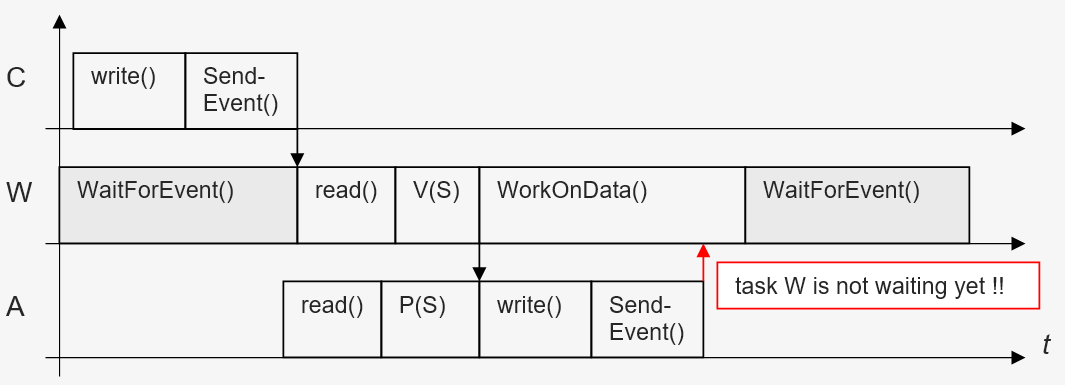 C
write()
Send-
Event()
W
WaitForEvent()
read()
V(S)
WorkOnData()
WaitForEvent()
A
read()
P(S)
write()
Send-
Event()
task W is not waiting yet !!
t